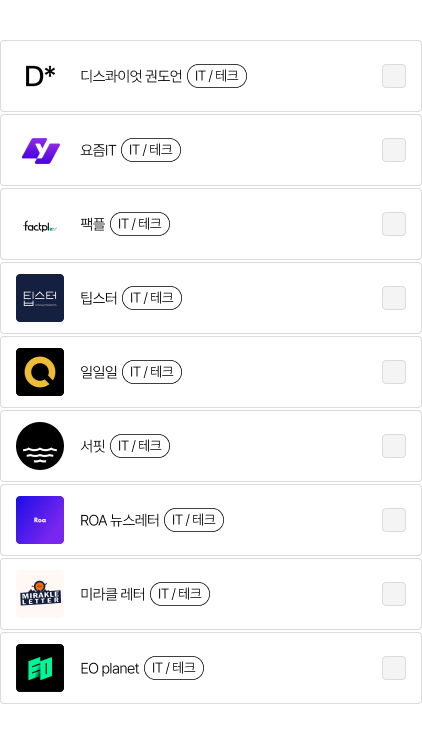 D*
디스콰이엇 권도언 IT / 테크
요즘IT IT / 테크
factpl
팩플 IT / 테크
팁스터
팁스터 IT / 테크
일일일 IT / 테크
서핏 IT / 테크
Roa
ROA 뉴스레터 IT / 테크
MIRAKLE
LETTER
미라클 레터 IT / 테크
EO
EO planet IT / 테크